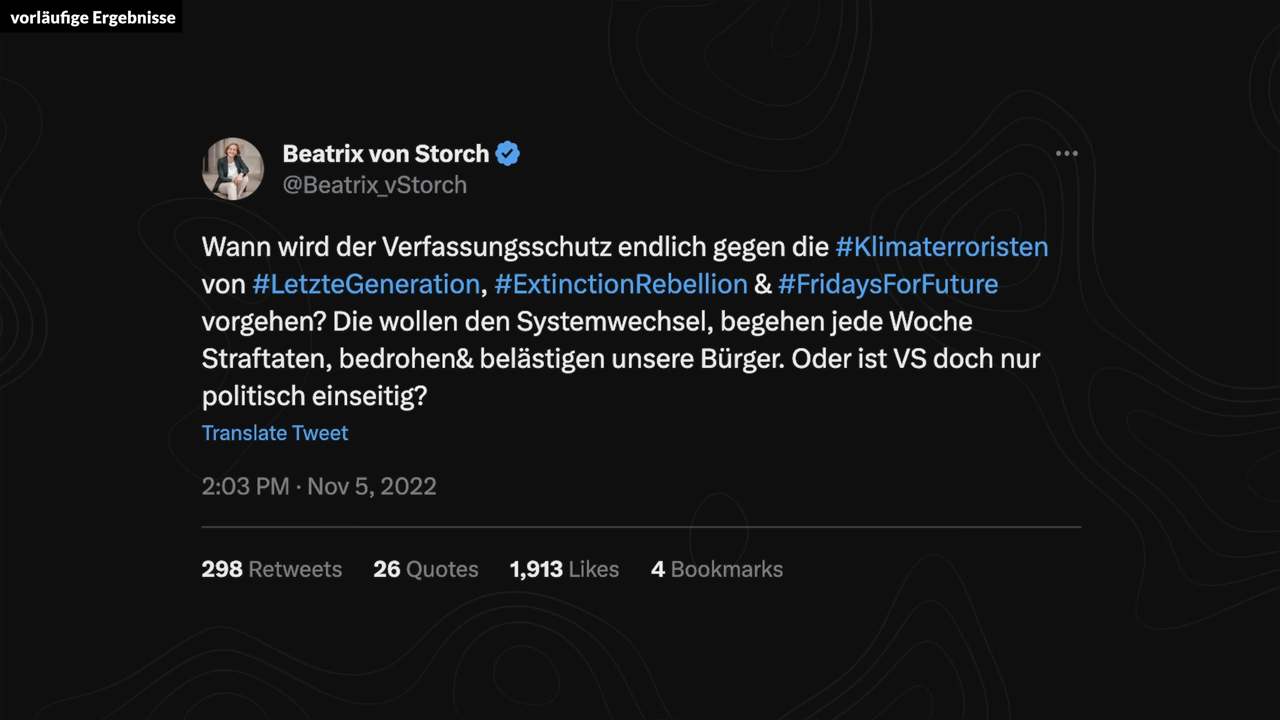 vorläufige Ergebnisse
Beatrix von Storch
@Beatrix_vStorch
Wann wird der Verfassungsschutz endlich gegen die #Klimaterroristen
von #LetzteGeneration, #ExtinctionRebellion & #FridaysForFuture
vorgehen? Die wollen den Systemwechsel, begehen jede Woche
Straftaten, bedrohen& belästigen unsere Bürger. Oder ist VS doch nur
politisch einseitig?
Translate Tweet
2:03 PM · Nov 5, 2022
298 Retweets 26 Quotes 1,913 Likes 4 Bookmarks